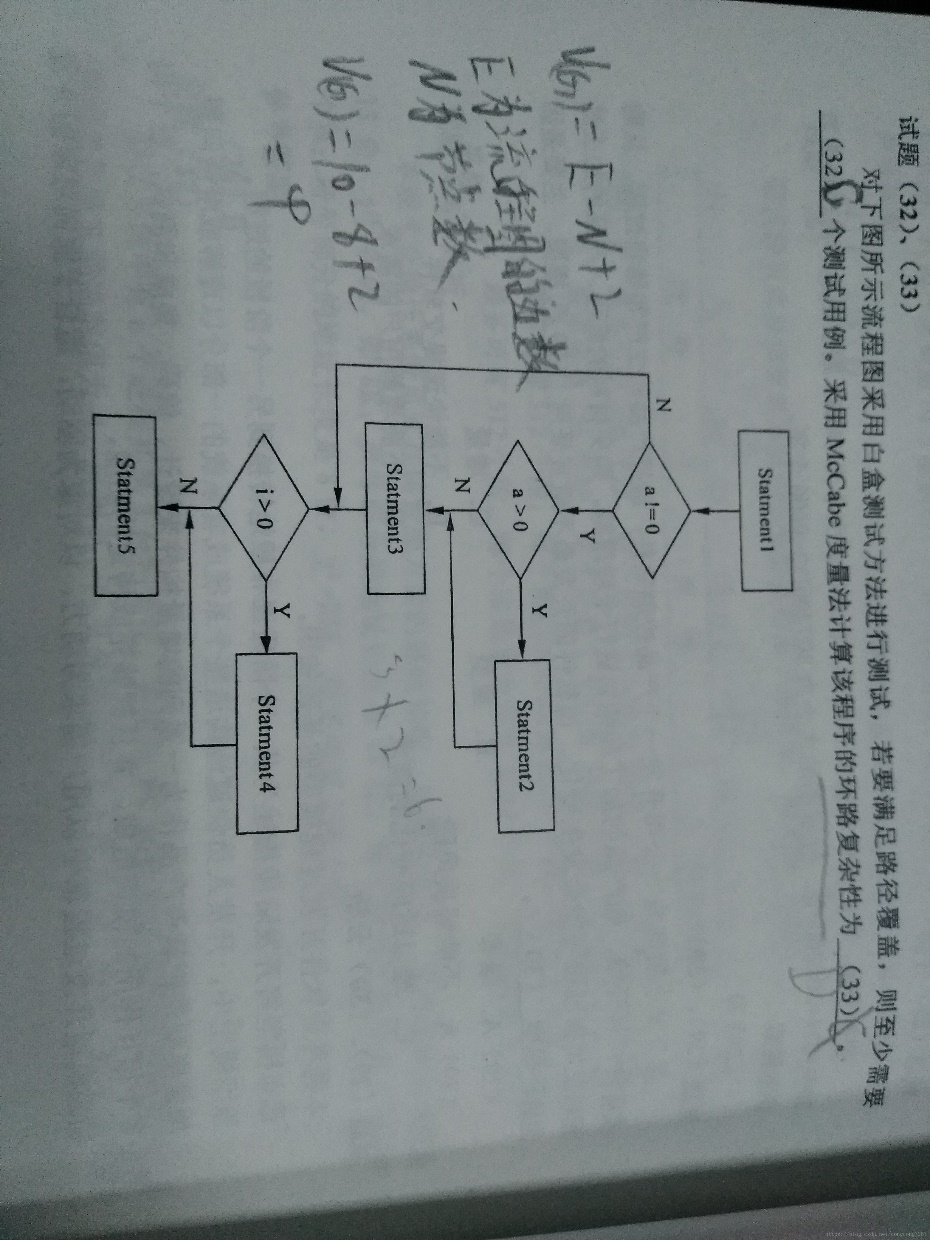 试题（32）、（33）
对下图所示流程图采用白盒测试方法进行测试，若要满足路径覆盖，则至少需要
（32） 个测试用例。采用 McCabe 度量法计算该程序的环路复杂性为 （33） 。
Statment1
a !=0
N
Y
a > 0
Y
N
Statment2
Statment3
i > 0
Y
N
Statment4
Statment5
V(G)= E-N+2
E为流程图的边数
N为 节点数
V(G)=10-8+2
= 4
3+2=6